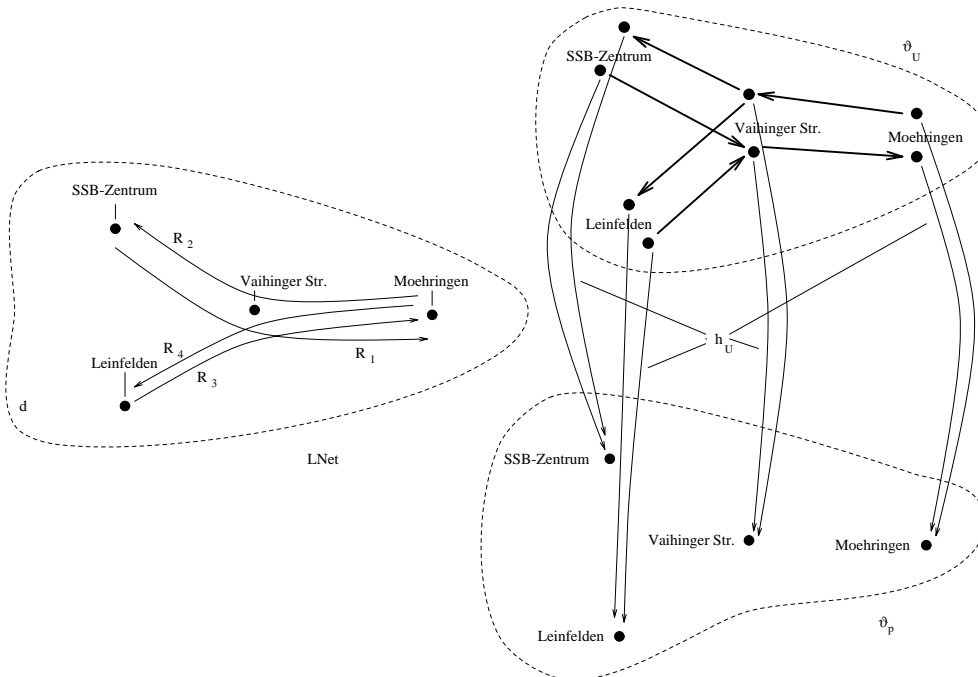 SSB-Zentrum
R 2
Vaihinger Str.
Moehringen
R 4
R 1
Leinfelden
R 3
d
LNet
ϑ U
SSB-Zentrum
Vaihinger Str.
Moehringen
Leinfelden
h U
SSB-Zentrum
Vaihinger Str.
Moehringen
Leinfelden
ϑ p